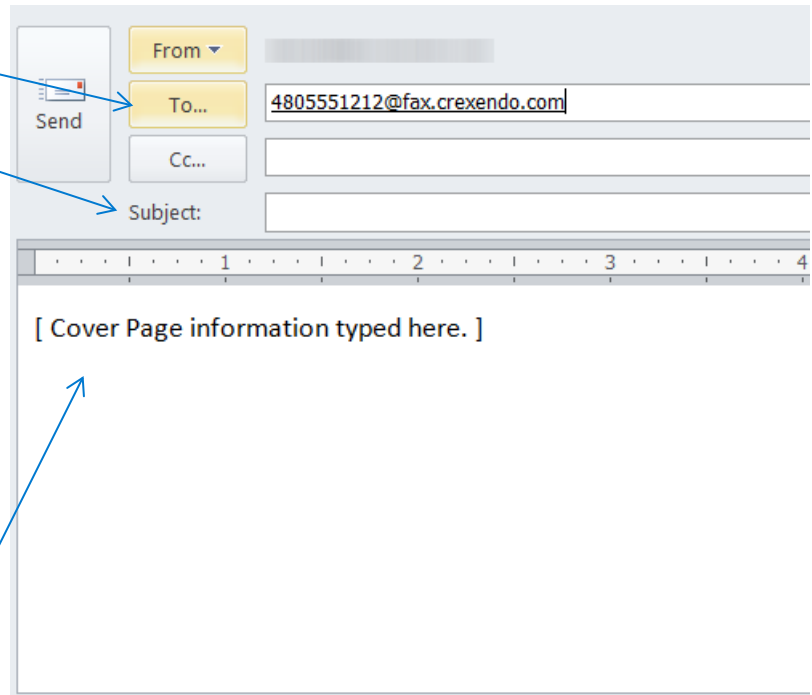 From
To...
4805551212@fax.crexendo.com
Send
Cc...
Subject:
1 2 3 4
[ Cover Page information typed here. ]